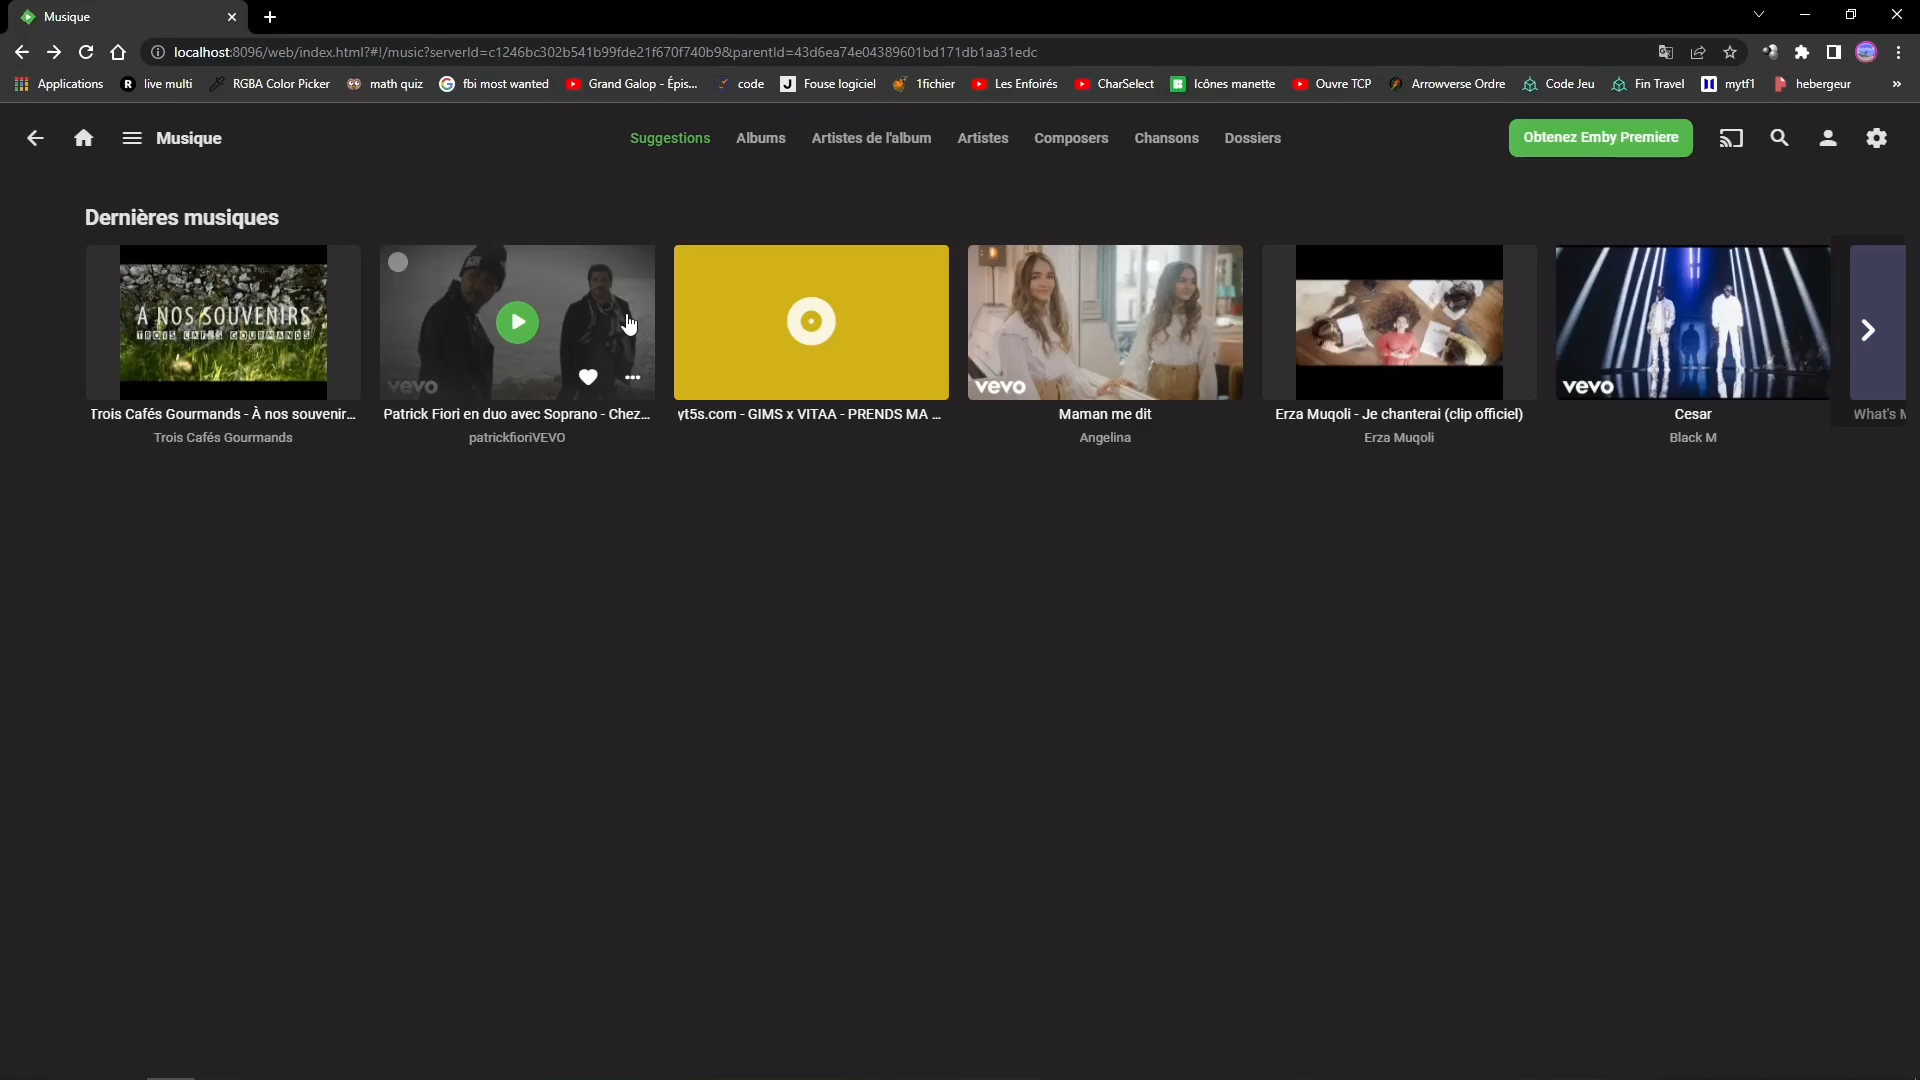 Musique
localhost:8096/web/index.html?#!/music?serverId=c1246bc302b541b99fde21f670f740b9&parentId=43d6ea74e04389601bd171db1aa31edc
Applications live multi RGBA Color Picker math quiz fbi most wanted Grand Galop - Épis... code Fouse logiciel 1fichier Les Enfoirés CharSelect Icônes manette Ouvre TCP Arrowverse Ordre Code Jeu Fin Travel mytf1 hebergeur »
Musique Suggestions Albums Artistes de l'album Artistes Composers Chansons Dossiers Obtenez Emby Premiere
Dernières musiques
A NOS SOUVENIRS
TROIS CAFÉS GOURMANDS
vevo vevo vevo
Trois Cafés Gourmands - À nos souvenir... Patrick Fiori en duo avec Soprano - Chez... yt5s.com - GIMS x VITAA - PRENDS MA ... Maman me dit Erza Muqoli - Je chanterai (clip officiel) Cesar What's M
Trois Cafés Gourmands patrickfioriVEVO Angelina Erza Muqoli Black M